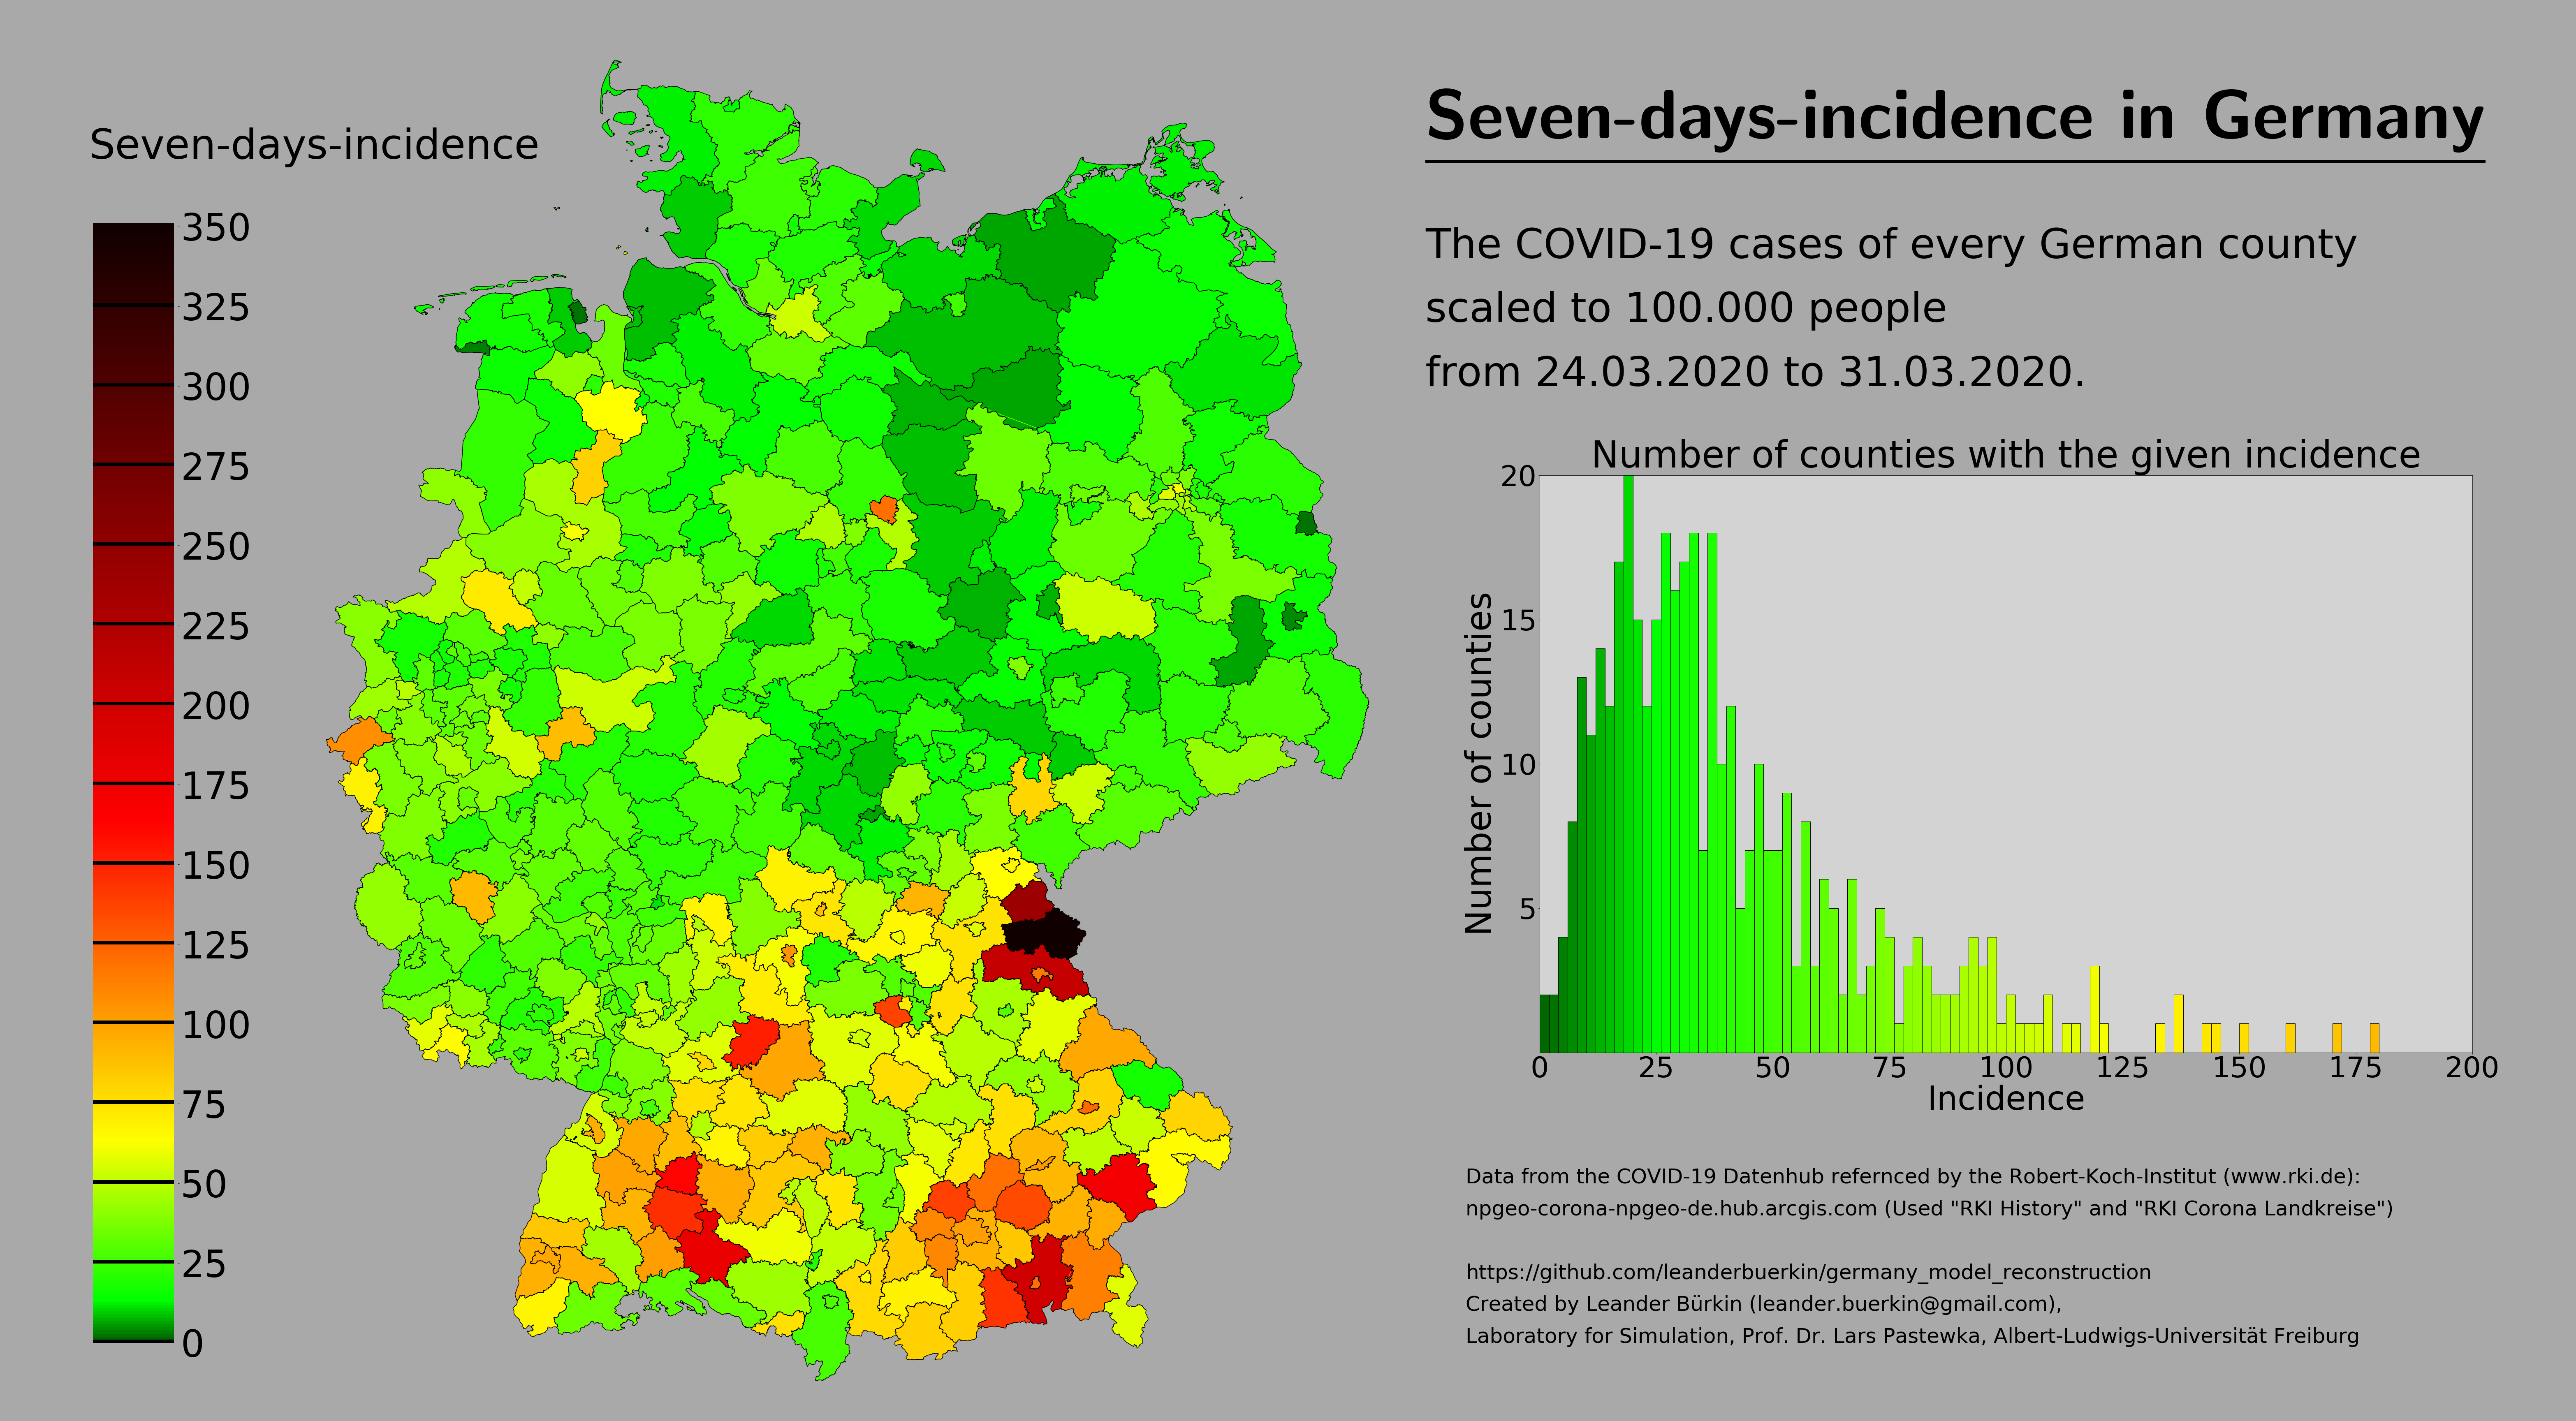 Seven-days-incidence in Germany
Seven-days-incidence
350
325
300
275
250
225
200
175
150
125
100
75
50
25
0
The COVID-19 cases of every German county
scaled to 100.000 people
from 24.03.2020 to 31.03.2020.
Number of counties with the given incidence
20
15
10
5
Number of counties
0 25 50 75 100 125 150 175 200
Incidence
Data from the COVID-19 Datenhub refernced by the Robert-Koch-Institut (www.rki.de):
npgeo-corona-npgeo-de.hub.arcgis.com (Used "RKI History" and "RKI Corona Landkreise")
https://github.com/leanderbuerkin/germany_model_reconstruction
Created by Leander Bürkin (leander.buerkin@gmail.com),
Laboratory for Simulation, Prof. Dr. Lars Pastewka, Albert-Ludwigs-Universität Freiburg